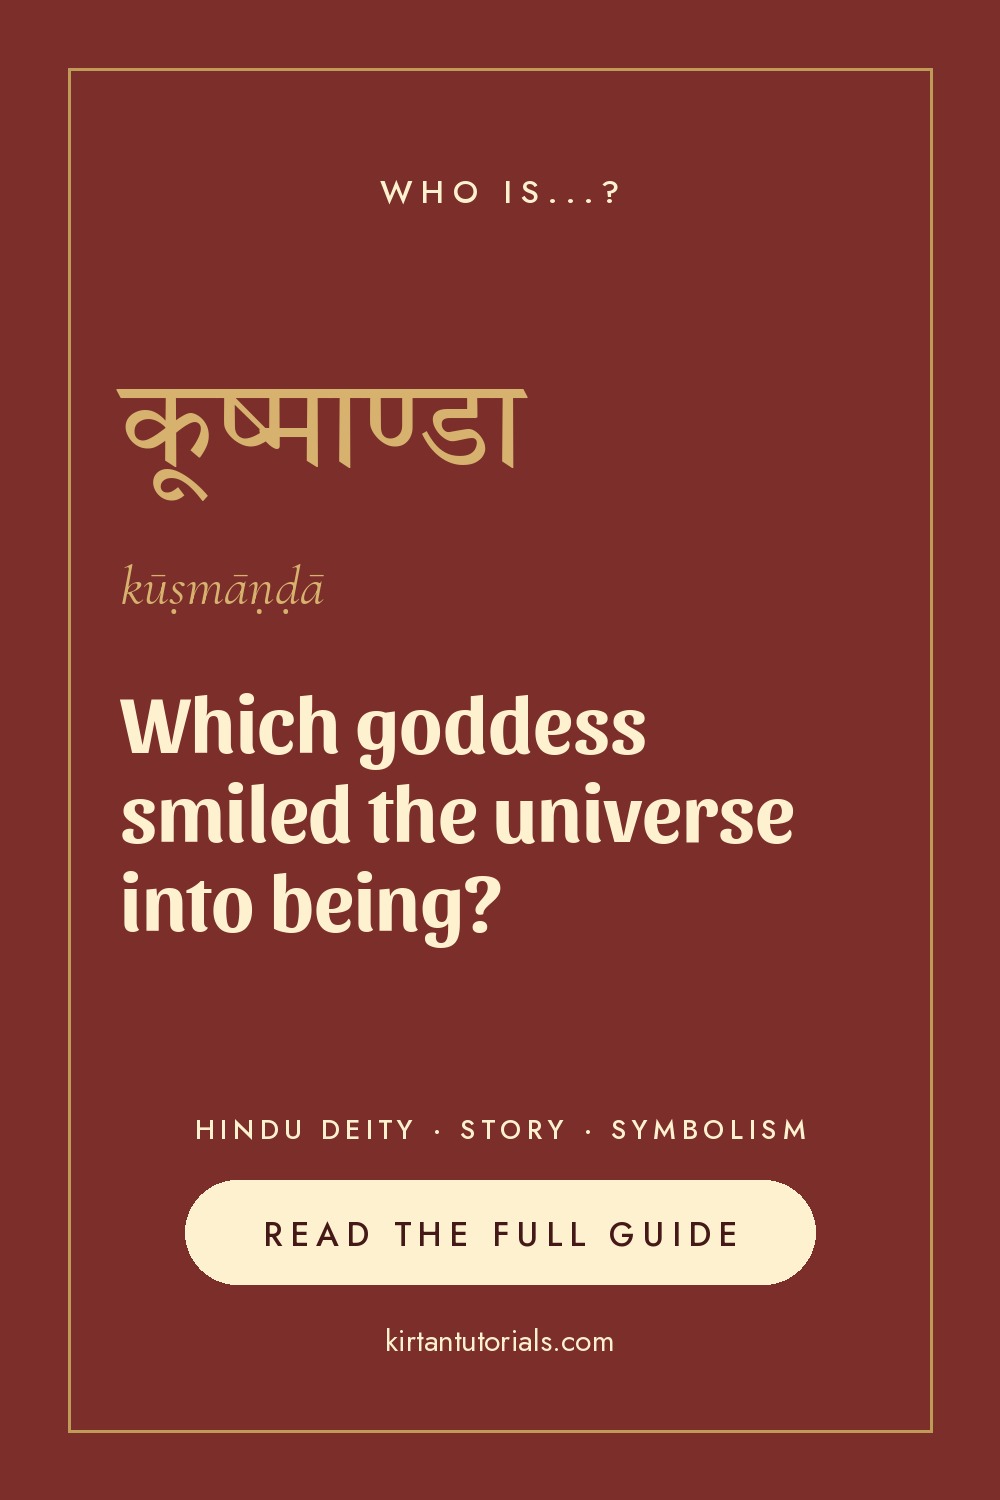 WHO IS...?
कूष्माण्डा
kūṣmāṇḍā
Which goddess
smiled the universe
into being?
HINDU DEITY · STORY · SYMBOLISM
READ THE FULL GUIDE
kirtantutorials.com